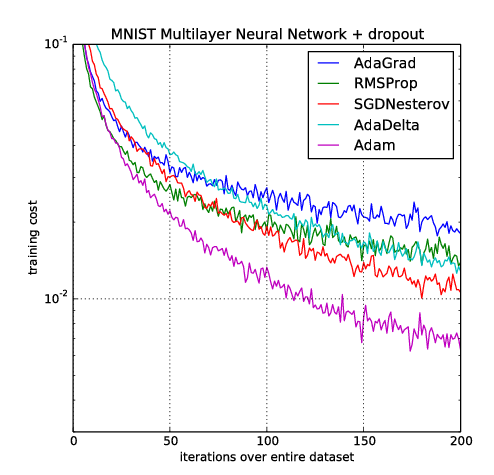 MNIST Multilayer Neural Network + dropout
10^-1
AdaGrad
RMSProp
SGDNesterov
AdaDelta
Adam
training cost
10^-2
0 50 100 150 200
iterations over entire dataset